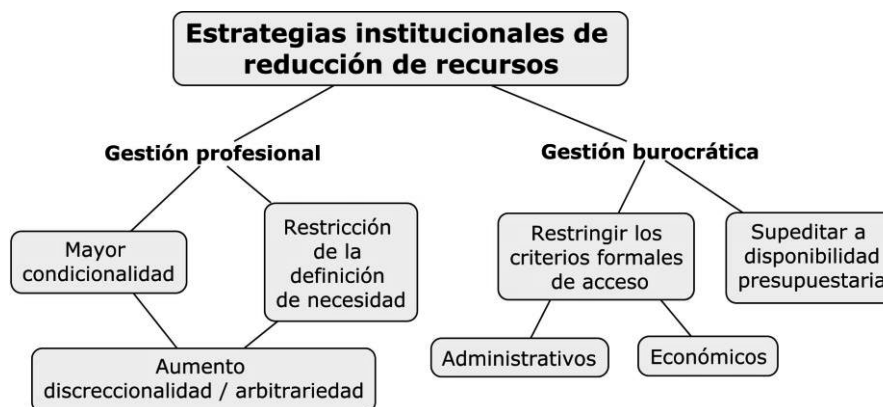 Estrategias institucionales de
reducción de recursos
Gestión profesional
Gestión burocrática
Mayor
condicionalidad
Restricción
de la
definición
de necesidad
Restringir los
criterios formales
de acceso
Supeditar a
disponibilidad
presupuestaria
Aumento
discreccionalidad / arbitrariedad
Administrativos
Económicos